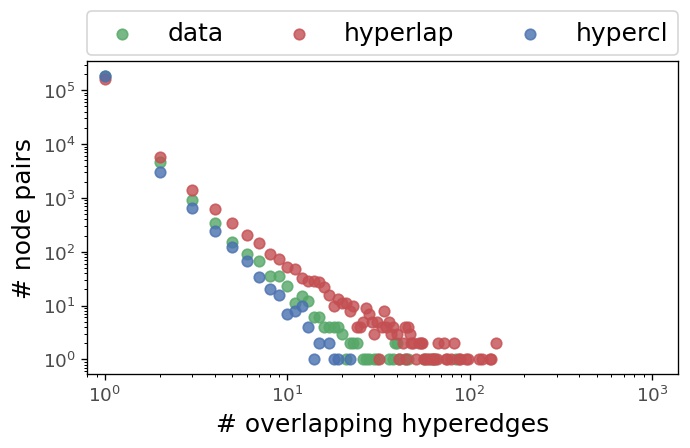 data hyperlap hypercl
10^5
10^4
10^3
10^2
10^1
10^0
# node pairs
10^0 10^1 10^2 10^3
# overlapping hyperedges